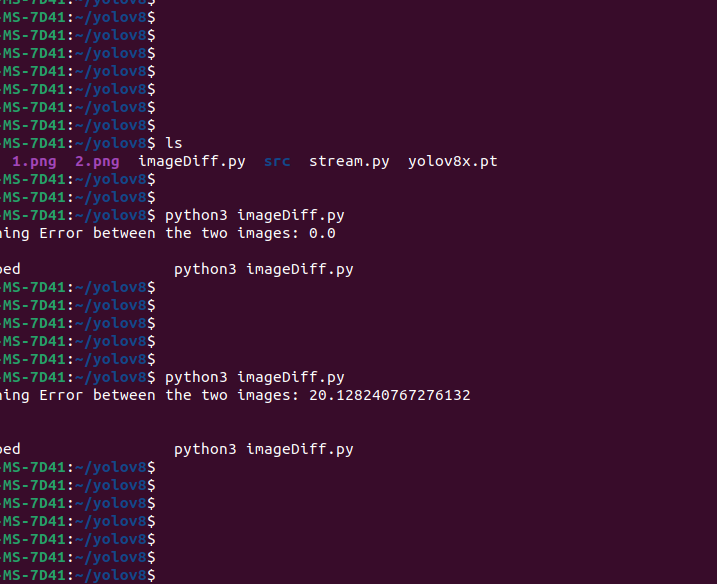 -MS-7D41:~/yolov8$
-MS-7D41:~/yolov8$
-MS-7D41:~/yolov8$
-MS-7D41:~/yolov8$
-MS-7D41:~/yolov8$
-MS-7D41:~/yolov8$
-MS-7D41:~/yolov8$
-MS-7D41:~/yolov8$
-MS-7D41:~/yolov8$ ls
1.png 2.png imageDiff.py src stream.py yolov8x.pt
-MS-7D41:~/yolov8$
-MS-7D41:~/yolov8$
-MS-7D41:~/yolov8$ python3 imageDiff.py
ning Error between the two images: 0.0
ped python3 imageDiff.py
-MS-7D41:~/yolov8$
-MS-7D41:~/yolov8$
-MS-7D41:~/yolov8$
-MS-7D41:~/yolov8$
-MS-7D41:~/yolov8$
-MS-7D41:~/yolov8$ python3 imageDiff.py
ning Error between the two images: 20.128240767276132
ped python3 imageDiff.py
-MS-7D41:~/yolov8$
-MS-7D41:~/yolov8$
-MS-7D41:~/yolov8$
-MS-7D41:~/yolov8$
-MS-7D41:~/yolov8$
-MS-7D41:~/yolov8$
-MS-7D41:~/yolov8$